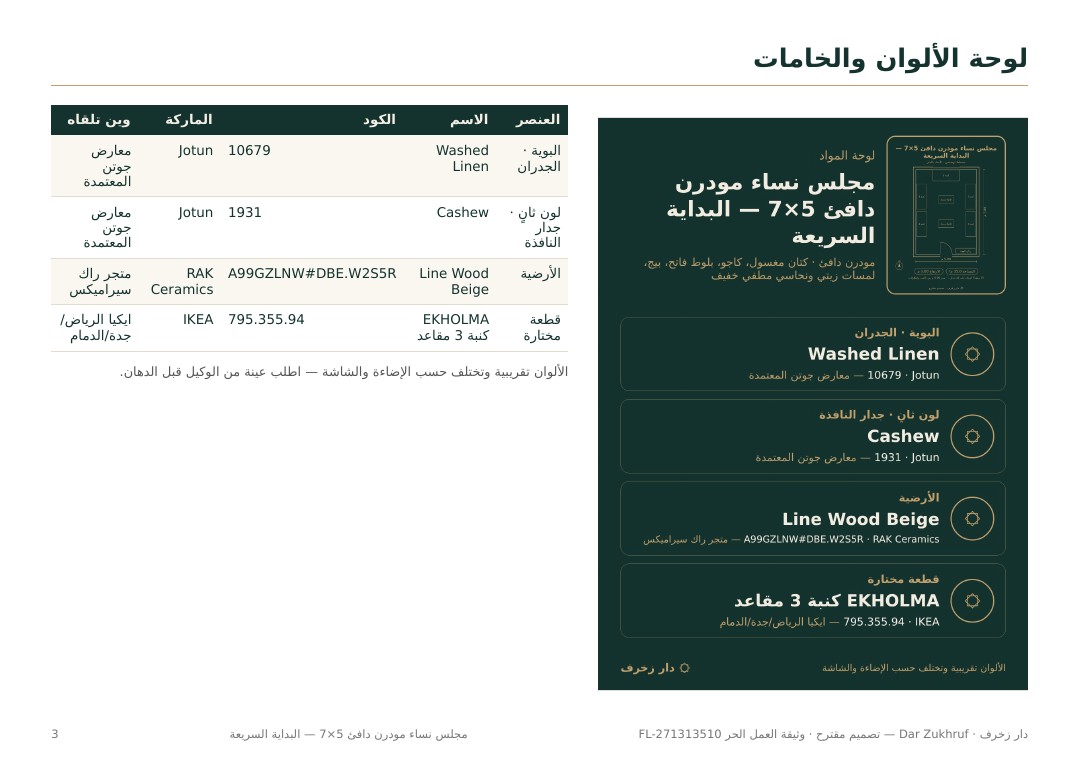 لوحة الألوان والخامات
مجلس نساء مودرن دافئ 5×7 —
البداية السريعة
لوحة المواد
مجلس نساء مودرن
دافئ 5×7 — البداية
السريعة
مودرن دافئ · كتان مغسول، كاجو، بلوط فاتح، بيج،
لمسات زيتي ونحاسي مطفي خفيف
البوية · الجدران
Washed Linen
10679 · Jotun — معارض جوتن المعتمدة
لون ثانٍ · جدار النافذة
Cashew
1931 · Jotun — معارض جوتن المعتمدة
الأرضية
Line Wood Beige
A99GZLNW#DBE.W2S5R · RAK Ceramics — متجر راك سيراميكس
قطعة مختارة
EKHOLMA كنبة 3 مقاعد
795.355.94 · IKEA — ايكيا الرياض/جدة/الدمام
الألوان تقريبية وتختلف حسب الإضاءة والشاشة
۞ دار زخرف
العنصر الاسم الكود الماركة وين تلقاه
البوية · الجدران Washed Linen 10679 Jotun معارض جوتن المعتمدة
لون ثانٍ · جدار النافذة Cashew 1931 Jotun معارض جوتن المعتمدة
الأرضية Line Wood Beige A99GZLNW#DBE.W2S5R RAK Ceramics متجر راك سيراميكس
قطعة مختارة EKHOLMA كنبة 3 مقاعد 795.355.94 IKEA ايكيا الرياض/جدة/الدمام
الألوان تقريبية وتختلف حسب الإضاءة والشاشة — اطلب عينة من الوكيل قبل الدهان.
دار زخرف · Dar Zukhruf — تصميم مقترح · وثيقة العمل الحر FL-271313510
مجلس نساء مودرن دافئ 5×7 — البداية السريعة
3